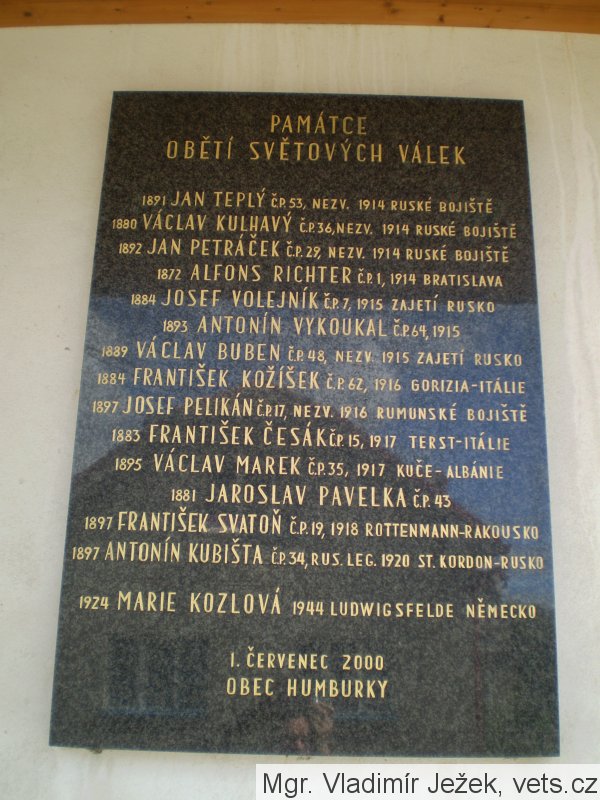 PAMÁTCE
OBĚTÍ SVĚTOVÝCH VÁLEK
1891 JAN TEPLÝ Č.P. 53, NEZV. 1914 RUSKÉ BOJIŠTĚ
1880 VÁCLAV KULHAVÝ Č.P. 36, NEZV. 1914 RUSKÉ BOJIŠTĚ
1892 JAN PETRÁČEK Č.P. 29, NEZV. 1914 RUSKÉ BOJIŠTĚ
1872 ALFONS RICHTER Č.P. 1, 1914 BRATISLAVA
1884 JOSEF VOLEJNÍK Č.P. 7, 1915 ZAJETÍ RUSKO
1893 ANTONÍN VYKOUKAL Č.P. 64, 1915
1889 VÁCLAV BUBEN Č.P. 48, NEZV. 1915 ZAJETÍ RUSKO
1884 FRANTIŠEK KOŽÍŠEK Č.P. 62, 1916 GORIZIA-ITÁLIE
1897 JOSEF PELIKÁN Č.P. 17, NEZV. 1916 RUMUNSKÉ BOJIŠTĚ
1883 FRANTIŠEK ČESÁK Č.P. 15, 1917 TERST-ITÁLIE
1895 VÁCLAV MAREK Č.P. 35, 1917 KUČE-ALBÁNIE
1881 JAROSLAV PAVELKA Č.P. 43
1897 FRANTIŠEK SVATOŇ Č.P. 19, 1918 ROTTENMANN-RAKOUSKO
1897 ANTONÍN KUBIŠTA Č.P. 34, RUS. LEG. 1920 ST. KORDON-RUSKO
1924 MARIE KOZLOVÁ 1944 LUDWIGSFELDE NĚMECKO
1. ČERVENEC 2000
OBEC HUMBURKY
Mgr. Vladimír Ježek, vets.cz